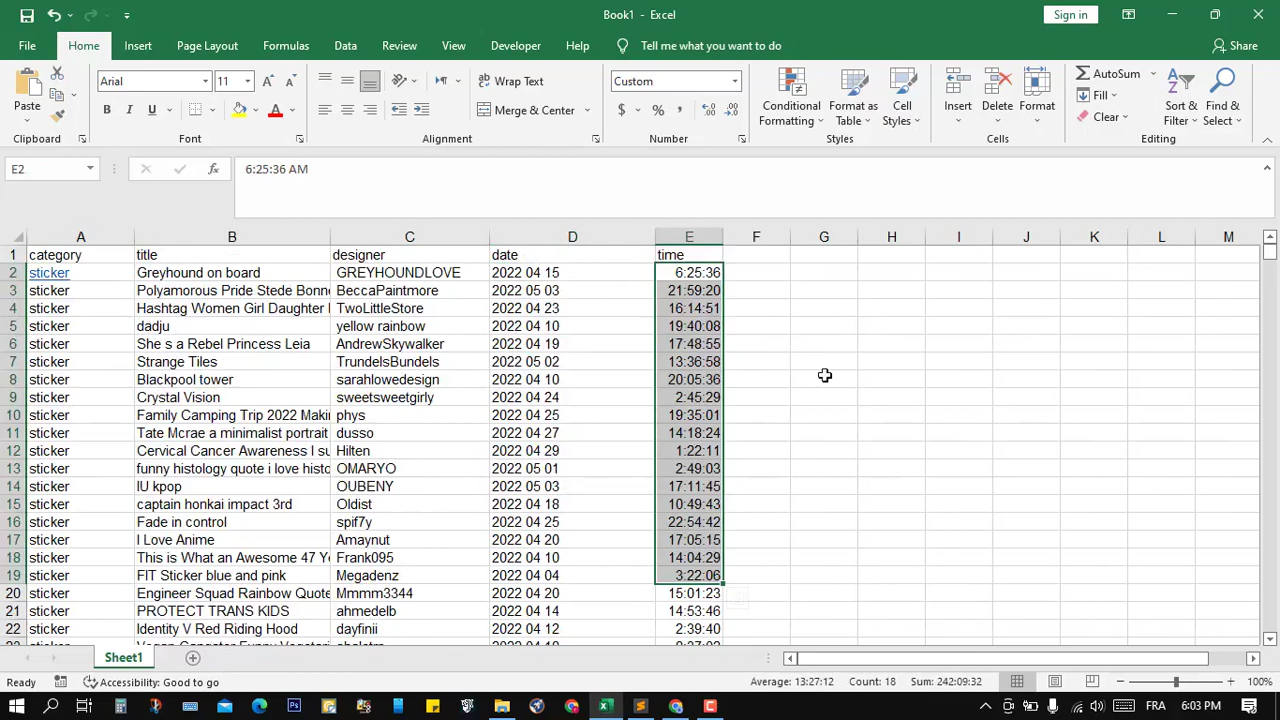 Book1 - Excel
Sign in
File Home Insert Page Layout Formulas Data Review View Developer Help Tell me what you want to do Share
Paste
Arial 11
B I U
A A
Wrap Text
Merge & Center
Custom
$ % ,
Conditional Formatting
Format as Table
Cell Styles
Insert
Delete
Format
AutoSum
Fill
Clear
Sort & Filter
Find & Select
Clipboard Font Alignment Number Styles Cells Editing
E2 fx 6:25:36 AM
A B C D E F G H I J K L M
1 category title designer date time
2 sticker Greyhound on board GREYHOUNDLOVE 2022 04 15 6:25:36
3 sticker Polyamorous Pride Stede Bonn BeccaPaintmore 2022 05 03 21:59:20
4 sticker Hashtag Women Girl Daughter TwoLittleStore 2022 04 23 16:14:51
5 sticker dadju yellow rainbow 2022 04 10 19:40:08
6 sticker She s a Rebel Princess Leia AndrewSkywalker 2022 04 19 17:48:55
7 sticker Strange Tiles TrundelsBundels 2022 05 02 13:36:58
8 sticker Blackpool tower sarahlowedesign 2022 04 10 20:05:36
9 sticker Crystal Vision sweetsweetgirly 2022 04 24 2:45:29
10 sticker Family Camping Trip 2022 Maki phys 2022 04 25 19:35:01
11 sticker Tate Mcrae a minimalist portrait dusso 2022 04 27 14:18:24
12 sticker Cervical Cancer Awareness I su Hilten 2022 04 29 1:22:11
13 sticker funny histology quote i love histo OMARYO 2022 05 01 2:49:03
14 sticker IU kpop OUBENY 2022 05 03 17:11:45
15 sticker captain honkai impact 3rd Oldist 2022 04 18 10:49:43
16 sticker Fade in control spif7y 2022 04 25 22:54:42
17 sticker I Love Anime Amaynut 2022 04 20 17:05:15
18 sticker This is What an Awesome 47 Ye Frank095 2022 04 10 14:04:29
19 sticker FIT Sticker blue and pink Megadenz 2022 04 04 3:22:06
20 sticker Engineer Squad Rainbow Quote Mmmm3344 2022 04 20 15:01:23
21 sticker PROTECT TRANS KIDS ahmedelb 2022 04 14 14:53:46
22 sticker Identity V Red Riding Hood dayfinii 2022 04 12 2:39:40
Sheet1
Ready Accessibility: Good to go Average: 13:27:12 Count: 18 Sum: 242:09:32 100%
FR 6:03 PM